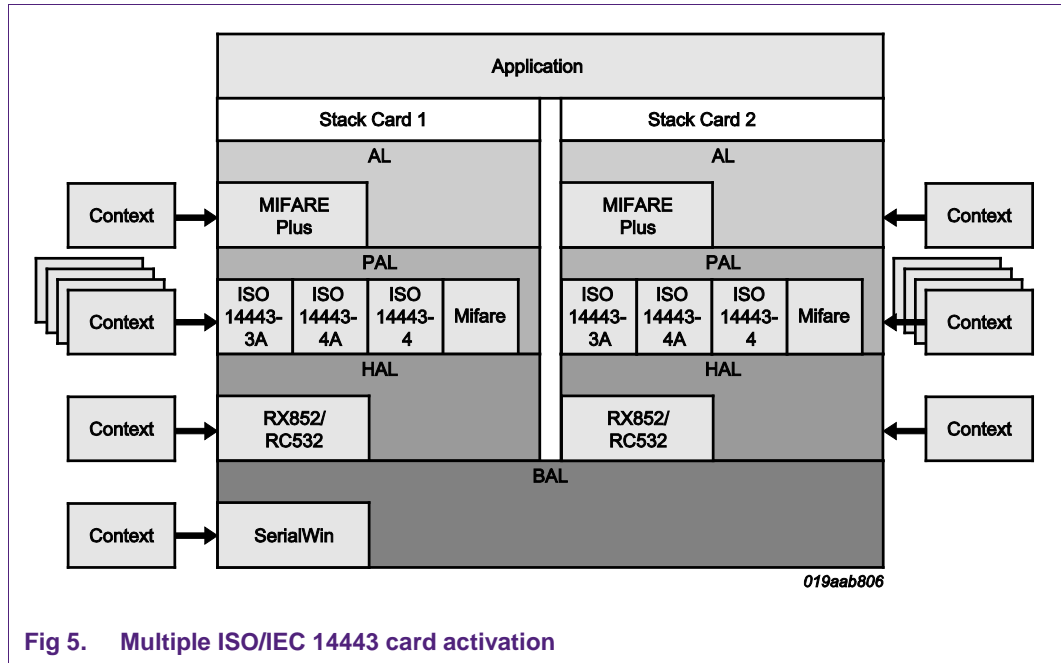 Application
Stack Card 1
Stack Card 2
AL
AL
Context
MIFARE
Plus
MIFARE
Plus
Context
PAL
PAL
Context
ISO
14443-
3A
ISO
14443-
4A
ISO
14443-
4
Mifare
ISO
14443-
3A
ISO
14443-
4A
ISO
14443-
4
Mifare
Context
HAL
HAL
Context
RX852/
RC532
RX852/
RC532
Context
BAL
Context
SerialWin
019aab806
Fig 5. Multiple ISO/IEC 14443 card activation